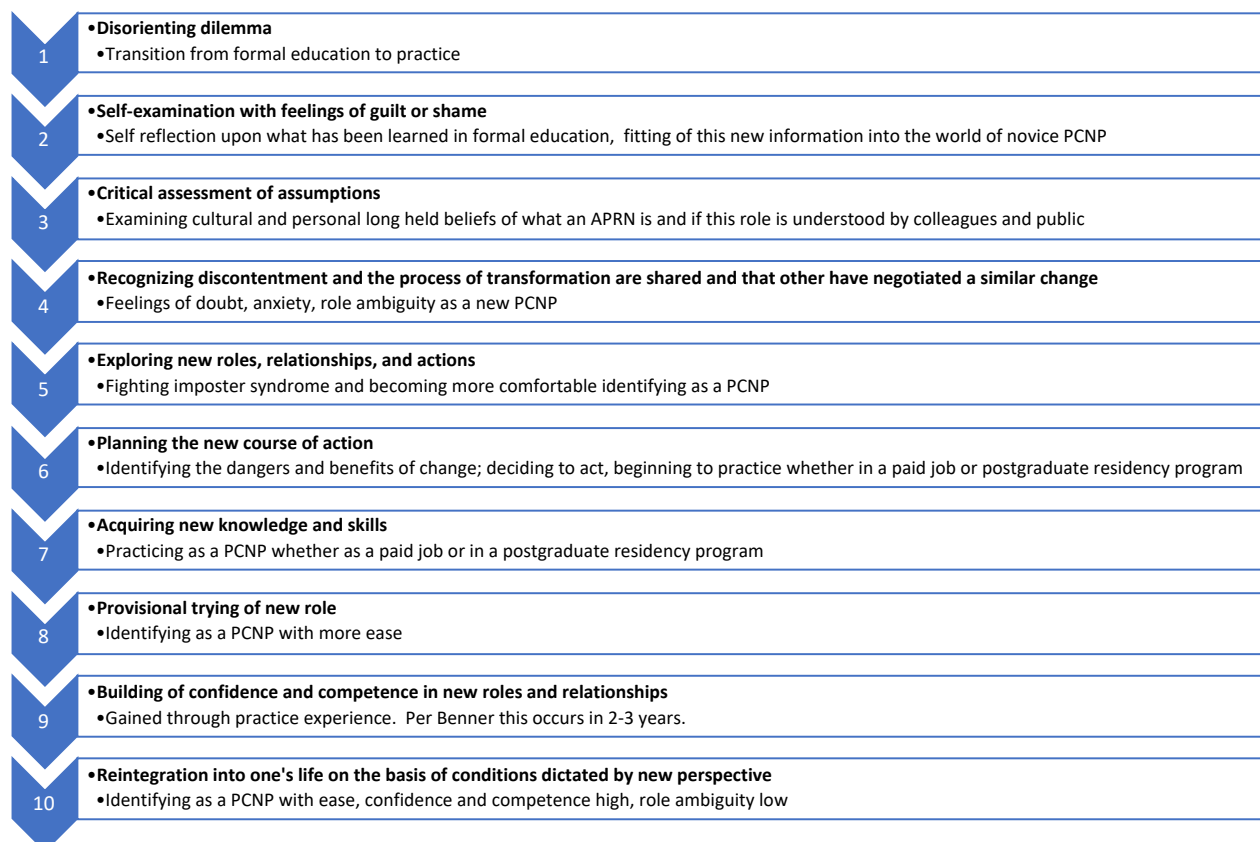 1
•Disorienting dilemma
•Transition from formal education to practice
2
•Self-examination with feelings of guilt or shame
•Self reflection upon what has been learned in formal education,  fitting of this new information into the world of novice PCNP
3
•Critical assessment of assumptions
•Examining cultural and personal long held beliefs of what an APRN is and if this role is understood by colleagues and public
4
•Recognizing discontentment and the process of transformation are shared and that other have negotiated a similar change
•Feelings of doubt, anxiety, role ambiguity as a new PCNP
5
•Exploring new roles, relationships, and actions
•Fighting imposter syndrome and becoming more comfortable identifying as a PCNP
6
•Planning the new course of action
•Identifying the dangers and benefits of change; deciding to act, beginning to practice whether in a paid job or postgraduate residency program
7
•Acquiring new knowledge and skills
•Practicing as a PCNP whether as a paid job or in a postgraduate residency program
8
•Provisional trying of new role
•Identifying as a PCNP with more ease
9
•Building of confidence and competence in new roles and relationships
•Gained through practice experience.  Per Benner this occurs in 2-3 years.
10
•Reintegration into one's life on the basis of conditions dictated by new perspective
•Identifying as a PCNP with ease, confidence and competence high, role ambiguity low